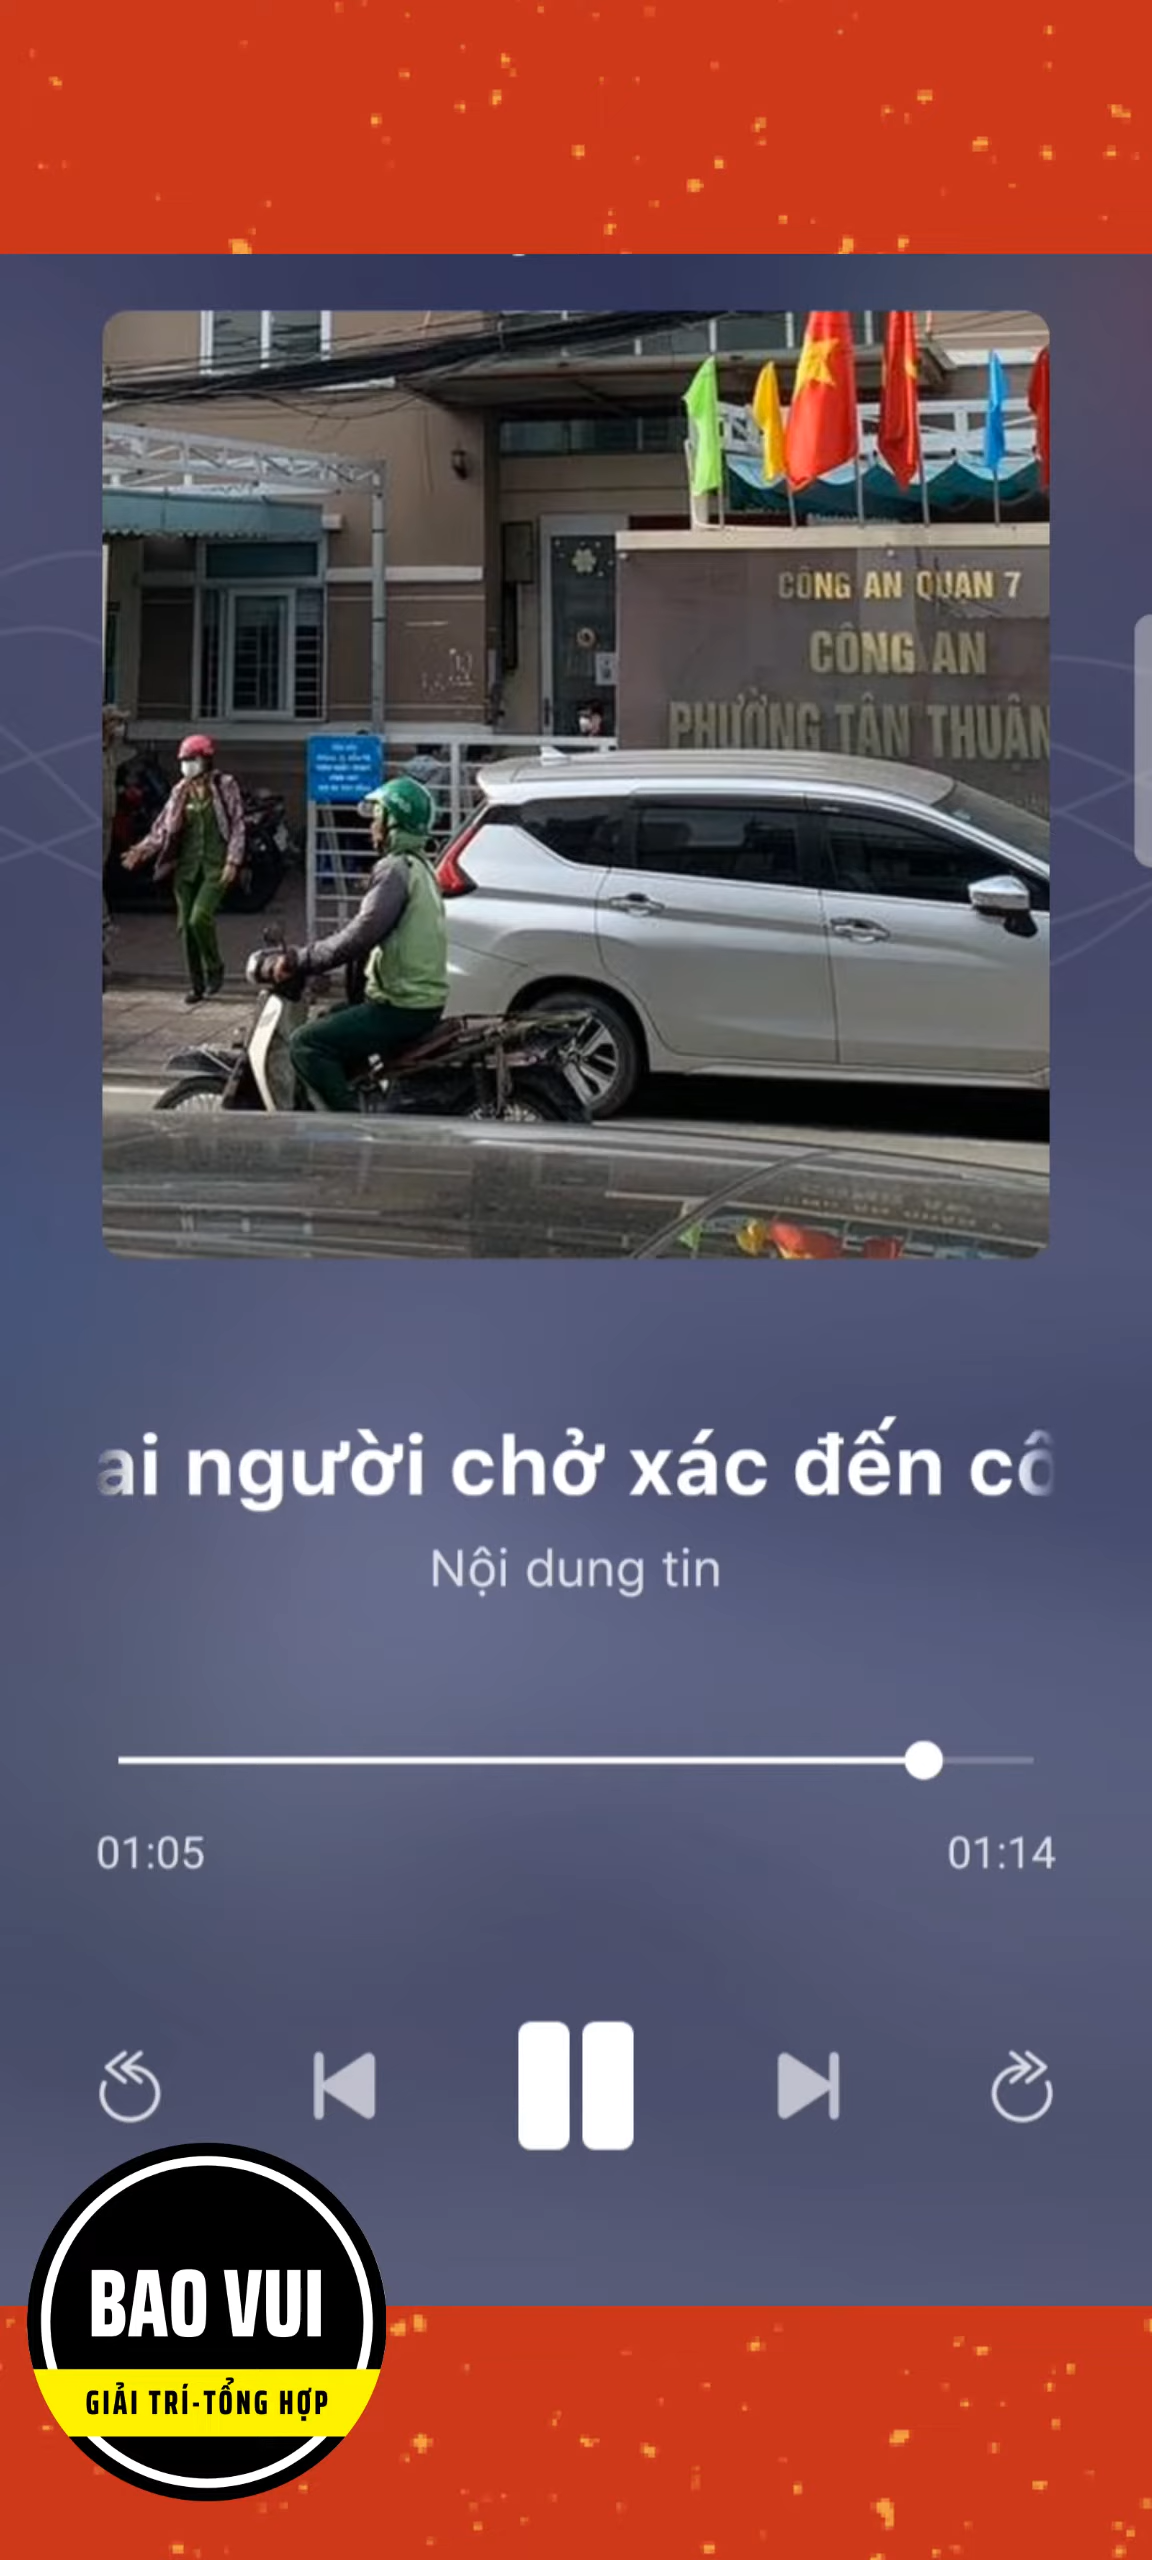 CÔNG AN QUẬN 7
CÔNG AN
PHƯỜNG TÂN THUẬN
ai người chở xác đến cô
Nội dung tin
01:05
01:14
BAO VUI
GIẢI TRÍ-TỔNG HỢP